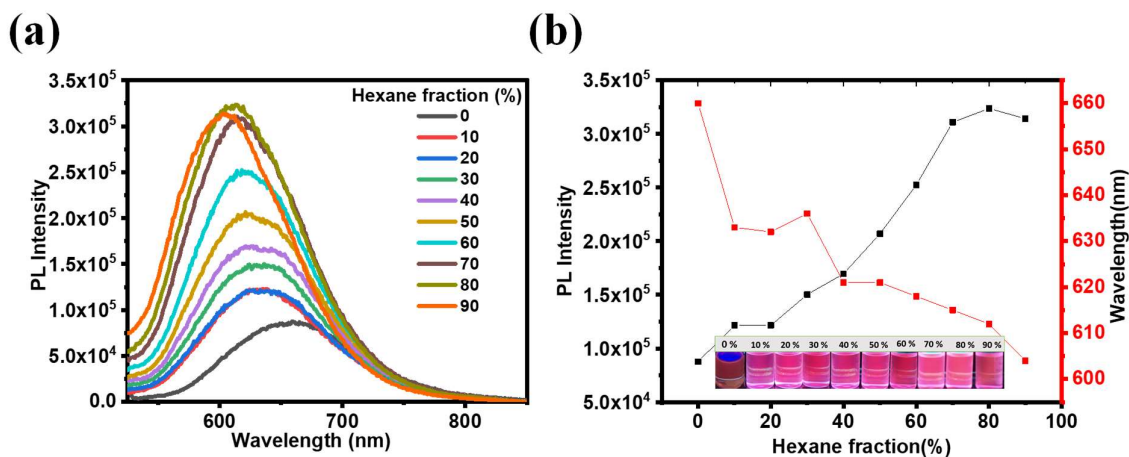 (a)
3.5x10⁵
3.0x10⁵
2.5x10⁵
2.0x10⁵
1.5x10⁵
1.0x10⁵
5.0x10⁴
0.0
PL Intensity
Hexane fraction (%)
0
10
20
30
40
50
60
70
80
90
600 700 800
Wavelength (nm)
(b)
3.5x10⁵
3.0x10⁵
2.5x10⁵
3.0x10⁵
1.5x10⁵
1.0x10⁵
5.0x10⁴
PL Intensity
0 % 10 % 20 % 30 % 40 % 50 % 60 % 70 % 80 % 90 %
660
650
640
630
620
610
600
Wavelength(nm)
0 20 40 60 80 100
Hexane fraction(%)